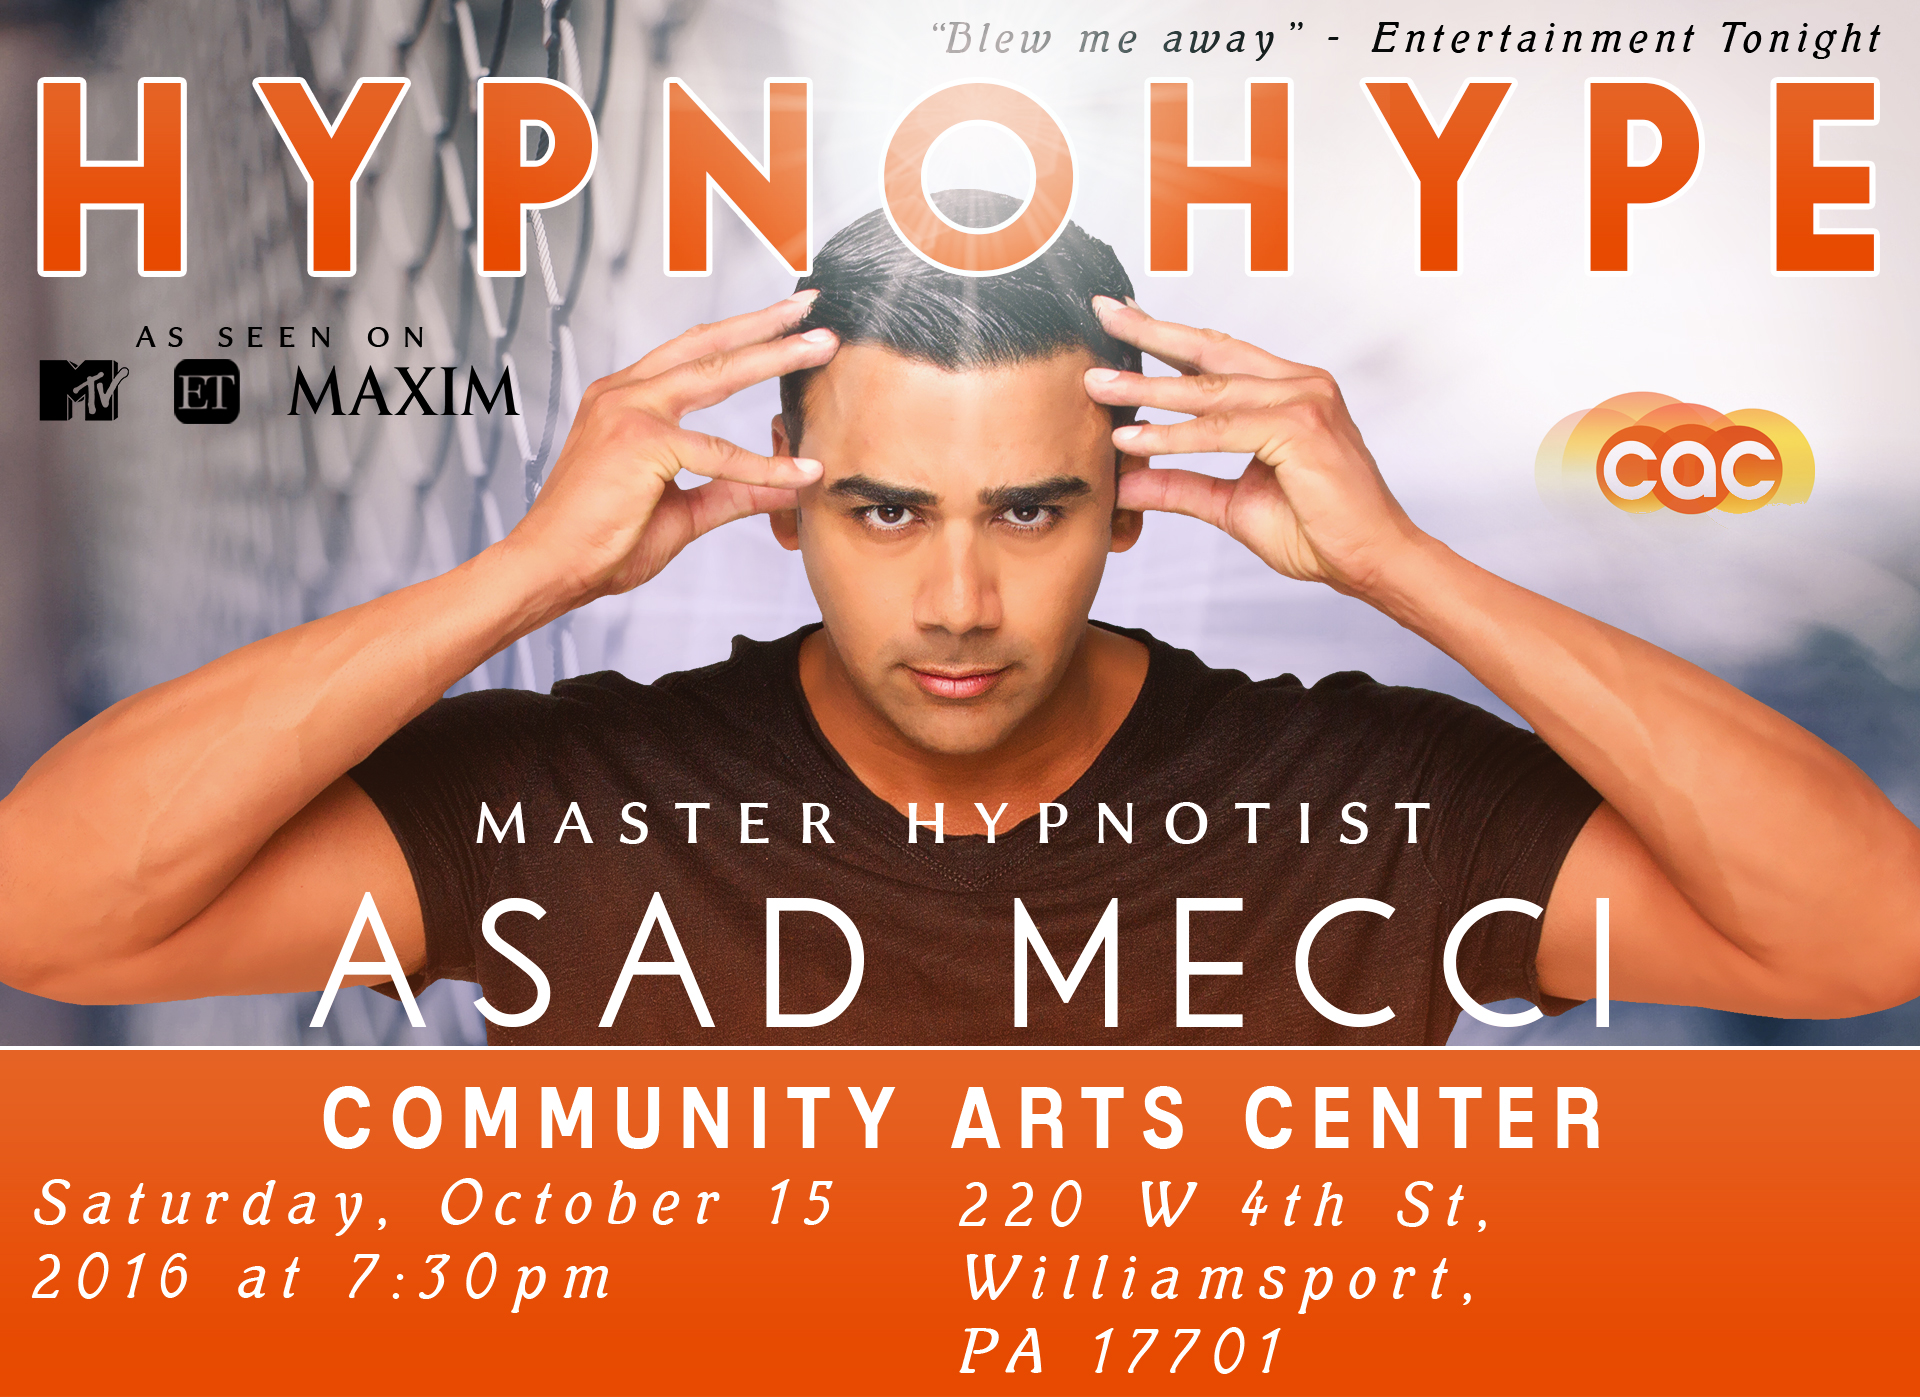 “Blew me away” - Entertainment Tonight
HYPNOHYPE
AS SEEN ON
MTV ET MAXIM
cac
MASTER HYPNOTIST
ASAD MECCI
COMMUNITY ARTS CENTER
Saturday, October 15
2016 at 7:30pm
220 W 4th St,
Williamsport,
PA 17701